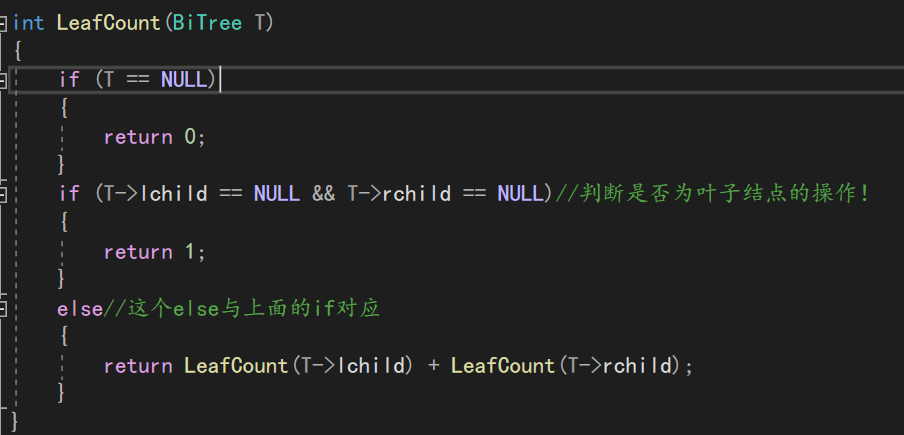 int LeafCount(BiTree T)
{
if (T == NULL)
{
return 0;
}
if (T->lchild == NULL && T->rchild == NULL)//判断是否为叶子结点的操作!
{
return 1;
}
else//这个else与上面的if对应
{
return LeafCount(T->lchild) + LeafCount(T->rchild);
}
}